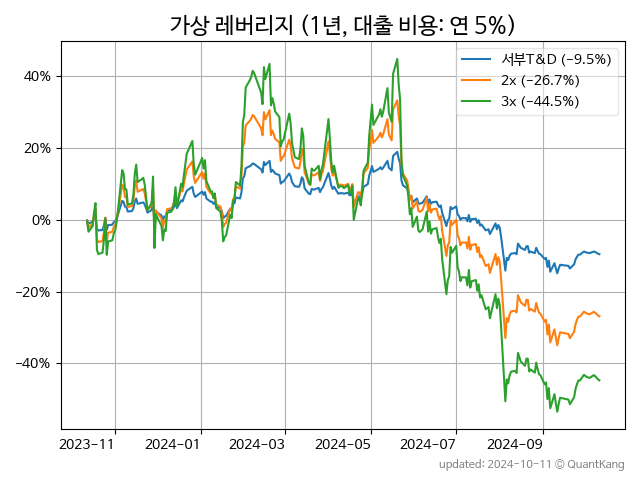 가상 레버리지 (1년, 대출 비용: 연 5%)
서부T&D (−9.5%)
2x (−26.7%)
3x (−44.5%)
40%
20%
0%
−20%
−40%
2023−11 2024−01 2024−03 2024−05 2024−07 2024−09
updated: 2024-10-11 © QuantKang